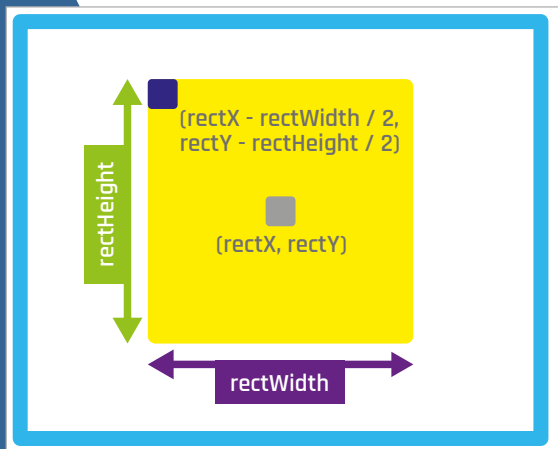 (rectX - rectWidth / 2,
rectY - rectHeight / 2)
rectHeight
(rectX, rectY)
rectWidth